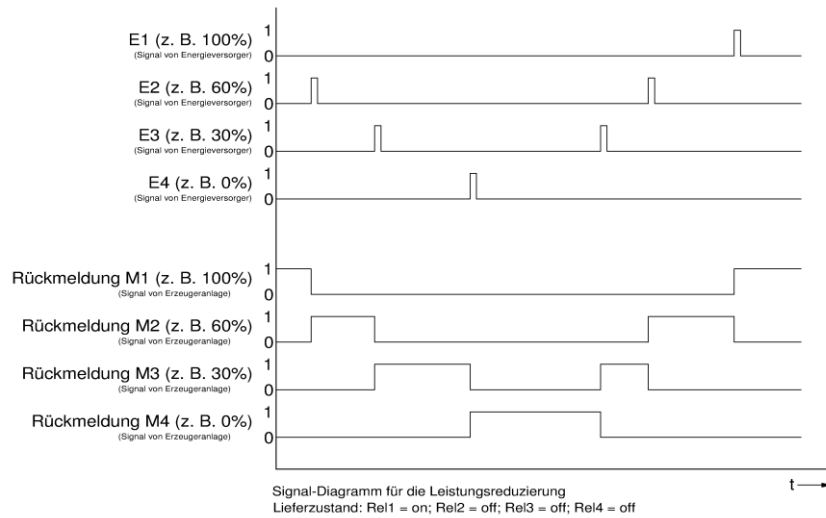 E1 (z. B. 100%)
(Signal von Energieversorger)
1
0
E2 (z. B. 60%)
(Signal von Energieversorger)
1
0
E3 (z. B. 30%)
(Signal von Energieversorger)
1
0
E4 (z. B. 0%)
(Signal von Energieversorger)
1
0
Rückmeldung M1 (z. B. 100%)
(Signal von Erzeugeranlage)
1
0
Rückmeldung M2 (z. B. 60%)
(Signal von Erzeugeranlage)
1
0
Rückmeldung M3 (z. B. 30%)
(Signal von Erzeugeranlage)
1
0
Rückmeldung M4 (z. B. 0%)
(Signal von Erzeugeranlage)
1
0
t
Signal-Diagramm für die Leistungsreduzierung
Lieferzustand: Rel1 = on; Rel2 = off; Rel3 = off; Rel4 = off